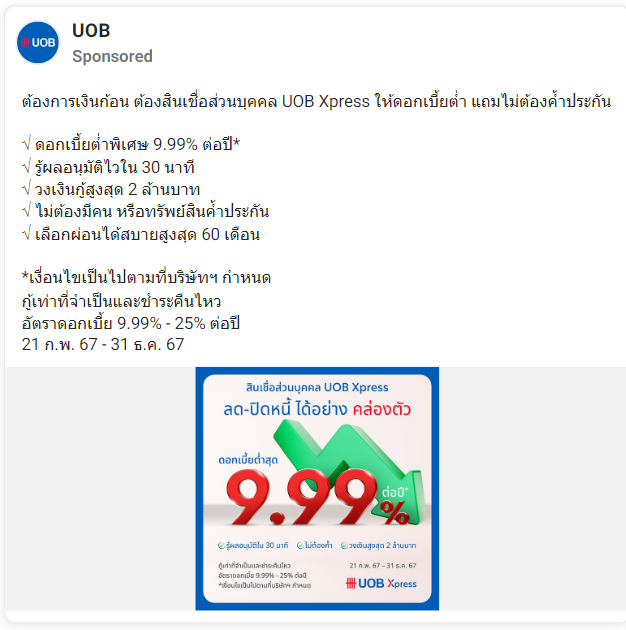 UOB
UOB
Sponsored
ต้องการเงินก้อน ต้องสินเชื่อส่วนบุคคล UOB Xpress ให้ดอกเบี้ยต่ำ แถมไม่ต้องค้ำประกัน
√ ดอกเบี้ยต่ำพิเศษ 9.99% ต่อปี*
√ รู้ผลอนุมัติไวใน 30 นาที
√ วงเงินกู้สูงสุด 2 ล้านบาท
√ ไม่ต้องมีคน หรือทรัพย์สินค้ำประกัน
√ เลือกผ่อนได้สบายสูงสุด 60 เดือน
*เงื่อนไขเป็นไปตามที่บริษัทฯ กำหนด
กู้เท่าที่จำเป็นและชำระคืนไหว
อัตราดอกเบี้ย 9.99% - 25% ต่อปี
21 ก.พ. 67 - 31 ธ.ค. 67
สินเชื่อส่วนบุคคล UOB Xpress
ลด-ปิดหนี้ ได้อย่าง คล่องตัว
ดอกเบี้ยต่ำสุด
9.99% ต่อปี*
รู้ผลอนุมัติใน 30 นาที ไม่ต้องค้ำ วงเงินสูงสุด 2 ล้านบาท
กู้เท่าที่จำเป็นและชำระคืนไหว
อัตราดอกเบี้ย 9.99% - 25% ต่อปี
*เงื่อนไขเป็นไปตามที่บริษัทฯ กำหนด
21 ก.พ. 67 - 31 ธ.ค. 67
UOB Xpress